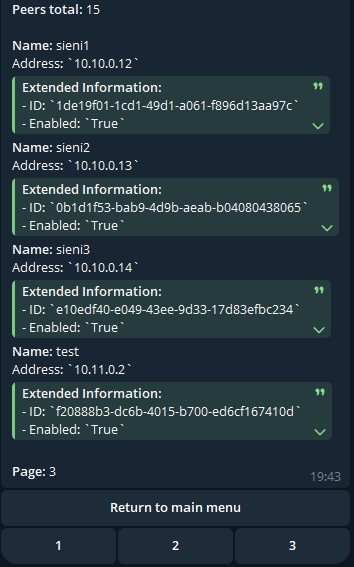 Peers total: 15
Name: sieni1
Address: `10.10.0.12`
Extended Information:
- ID: `1de19f01-1cd1-49d1-a061-f896d13aa97c`
- Enabled: `True`
Name: sieni2
Address: `10.10.0.13`
Extended Information:
- ID: `0b1d1f53-bab9-4d9b-aeab-b04080438065`
- Enabled: `True`
Name: sieni3
Address: `10.10.0.14`
Extended Information:
- ID: `e10edf40-e049-43ee-9d33-17d83efbc234`
- Enabled: `True`
Name: test
Address: `10.11.0.2`
Extended Information:
- ID: `f20888b3-dc6b-4015-b700-ed6cf167410d`
- Enabled: `True`
Page: 3
19:43
Return to main menu
1 2 3